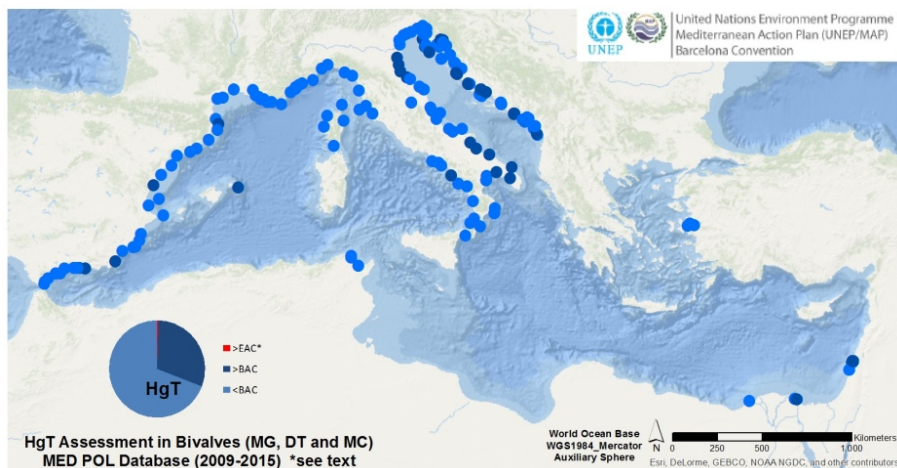 United Nations Environment Programme
Mediterranean Action Plan (UNEP/MAP)
Barcelona Convention
UNEP
MAP
HgT
>EAC*
>BAC
<BAC
HgT Assessment in Bivalves (MG, DT and MC)
MED POL Database (2009-2015) *see text
World Ocean Base
WGS1984_Mercator
Auxiliary Sphere
N
Kilometers
0 250 500 1,000
Esri, DeLorme, GEBCO, NOAA NGDC, and other contributors